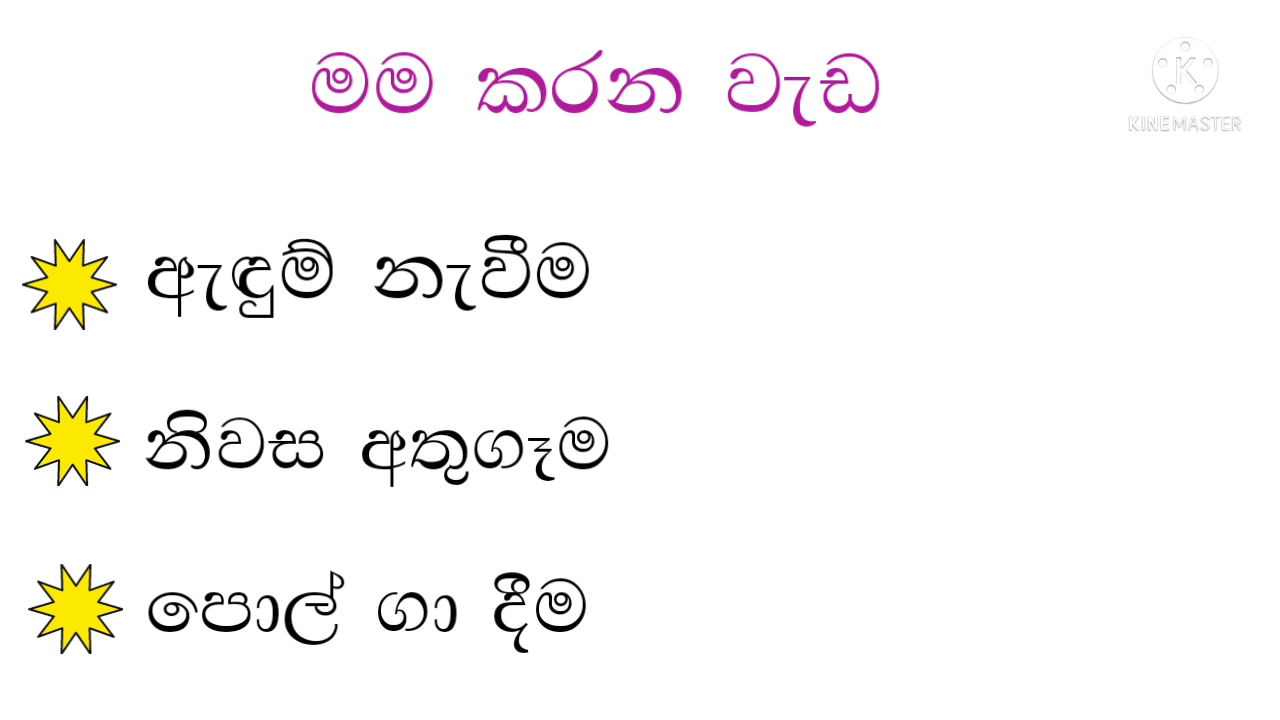 මම කරන වැඩ
K
KINEMASTER
ඇඳුම් නැවීම
නිවස අතුගෑම
පොල් ගා දීම